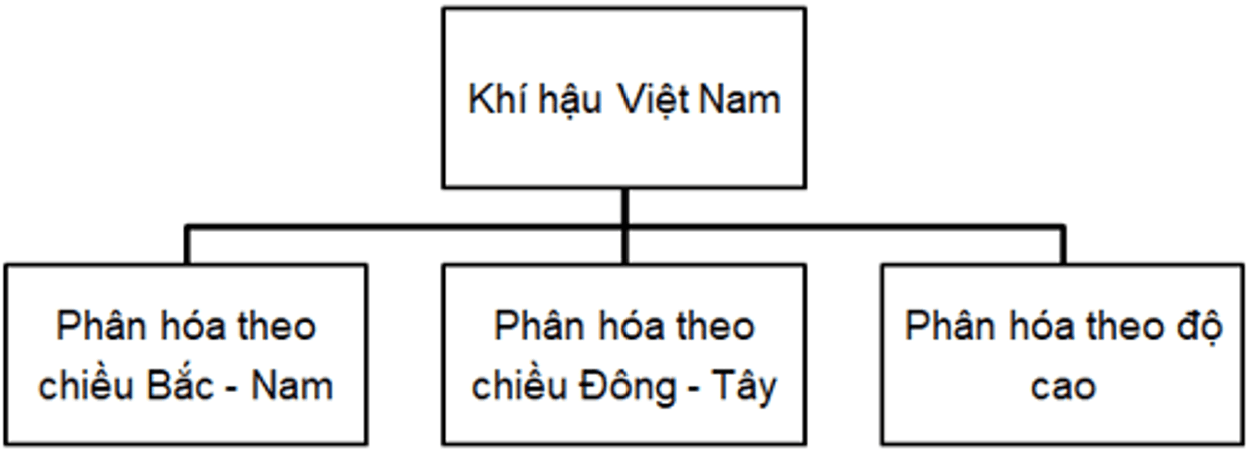 Khí hậu Việt Nam
Phân hóa theo
chiều Bắc - Nam
Phân hóa theo
chiều Đông - Tây
Phân hóa theo độ
cao